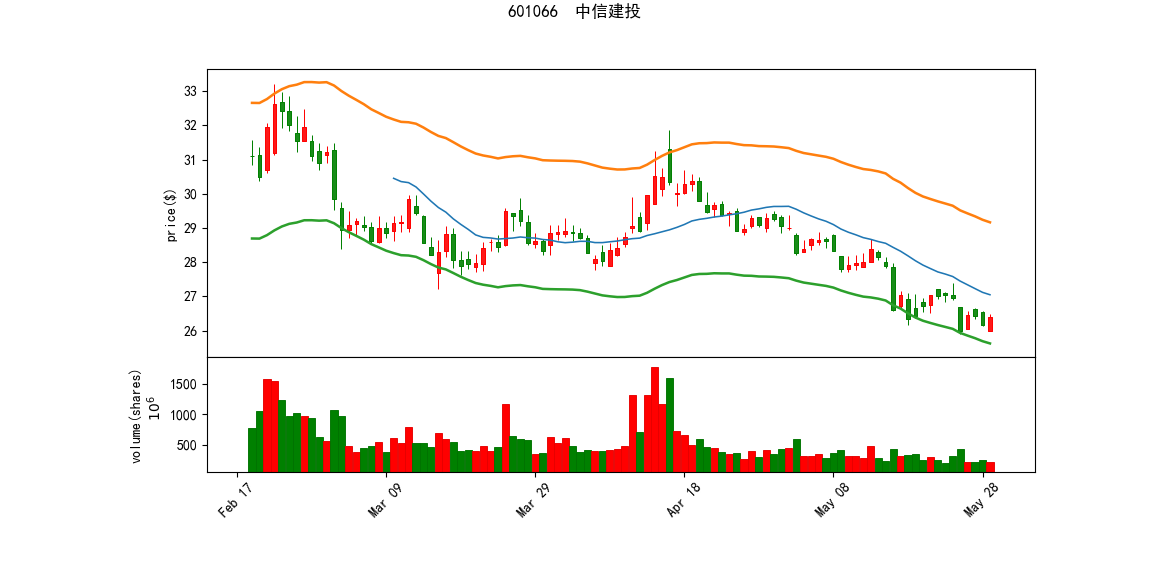 601066 中信建投
price($)
33
32
31
30
29
28
27
26
volume(shares)
10^6
1500
1000
500
Feb 17
Mar 09
Mar 29
Apr 18
May 08
May 28